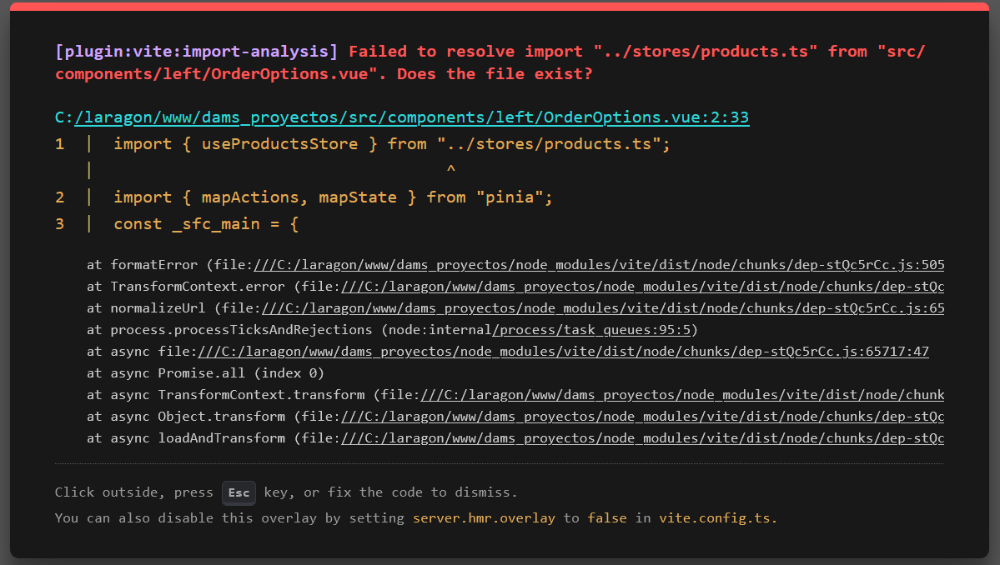 [plugin:vite:import-analysis] Failed to resolve import "../stores/products.ts" from "src/
components/left/OrderOptions.vue". Does the file exist?
C:/laragon/www/dams_proyectos/src/components/left/OrderOptions.vue:2:33
1  |  import { useProductsStore } from "../stores/products.ts";
   |                                    ^
2  |  import { mapActions, mapState } from "pinia";
3  |  const _sfc_main = {
at formatError (file:///C:/laragon/www/dams_proyectos/node_modules/vite/dist/node/chunks/dep-stQc5rCc.js:505
at TransformContext.error (file:///C:/laragon/www/dams_proyectos/node_modules/vite/dist/node/chunks/dep-stQc
at normalizeUrl (file:///C:/laragon/www/dams_proyectos/node_modules/vite/dist/node/chunks/dep-stQc5rCc.js:65
at process.processTicksAndRejections (node:internal/process/task_queues:95:5)
at async file:///C:/laragon/www/dams_proyectos/node_modules/vite/dist/node/chunks/dep-stQc5rCc.js:65717:47
at async Promise.all (index 0)
at async TransformContext.transform (file:///C:/laragon/www/dams_proyectos/node_modules/vite/dist/node/chunk
at async Object.transform (file:///C:/laragon/www/dams_proyectos/node_modules/vite/dist/node/chunks/dep-stQc
at async loadAndTransform (file:///C:/laragon/www/dams_proyectos/node_modules/vite/dist/node/chunks/dep-stQc
Click outside, press Esc key, or fix the code to dismiss.
You can also disable this overlay by setting server.hmr.overlay to false in vite.config.ts.